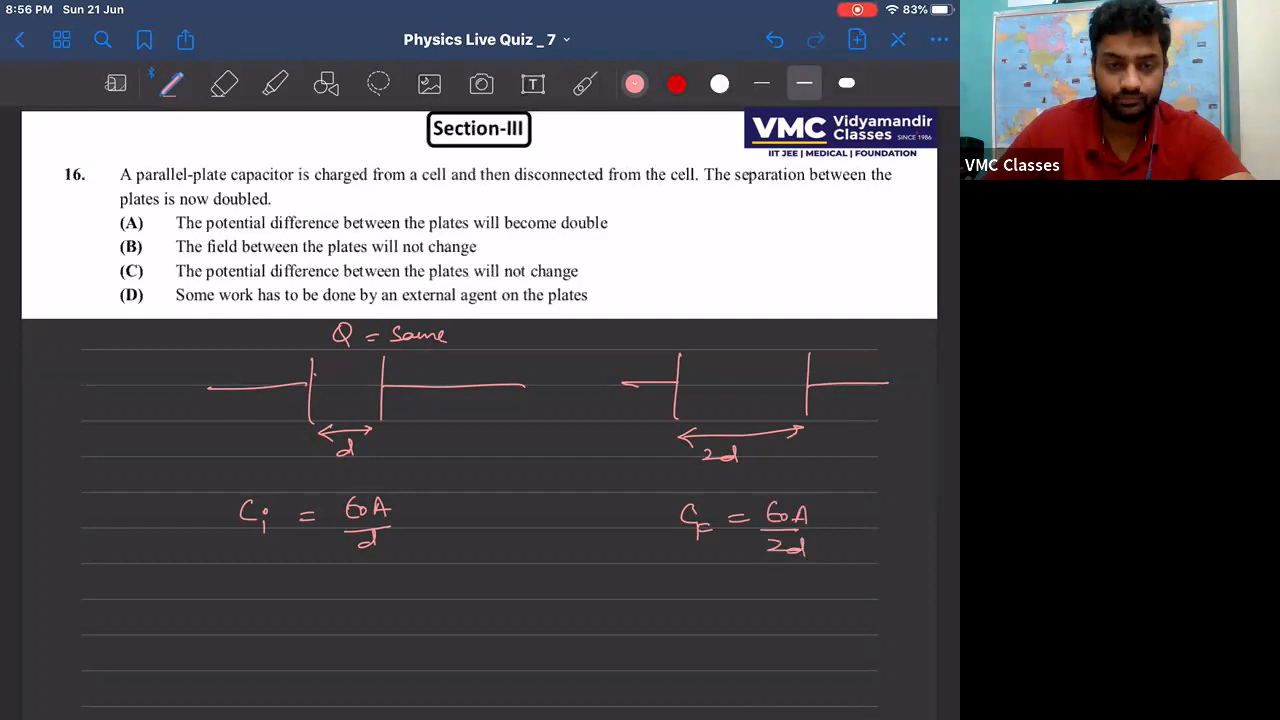 8:56 PM Sun 21 Jun
83%
Physics Live Quiz _ 7
T
Section-III
VMC Vidyamandir Classes SINCE 1986
IIT JEE | MEDICAL | FOUNDATION
VMC Classes
16. A parallel-plate capacitor is charged from a cell and then disconnected from the cell. The separation between the
plates is now doubled.
(A) The potential difference between the plates will become double
(B) The field between the plates will not change
(C) The potential difference between the plates will not change
(D) Some work has to be done by an external agent on the plates
Q = Same
d
2d
Ci = ε0A/d
CF = ε0A/2d